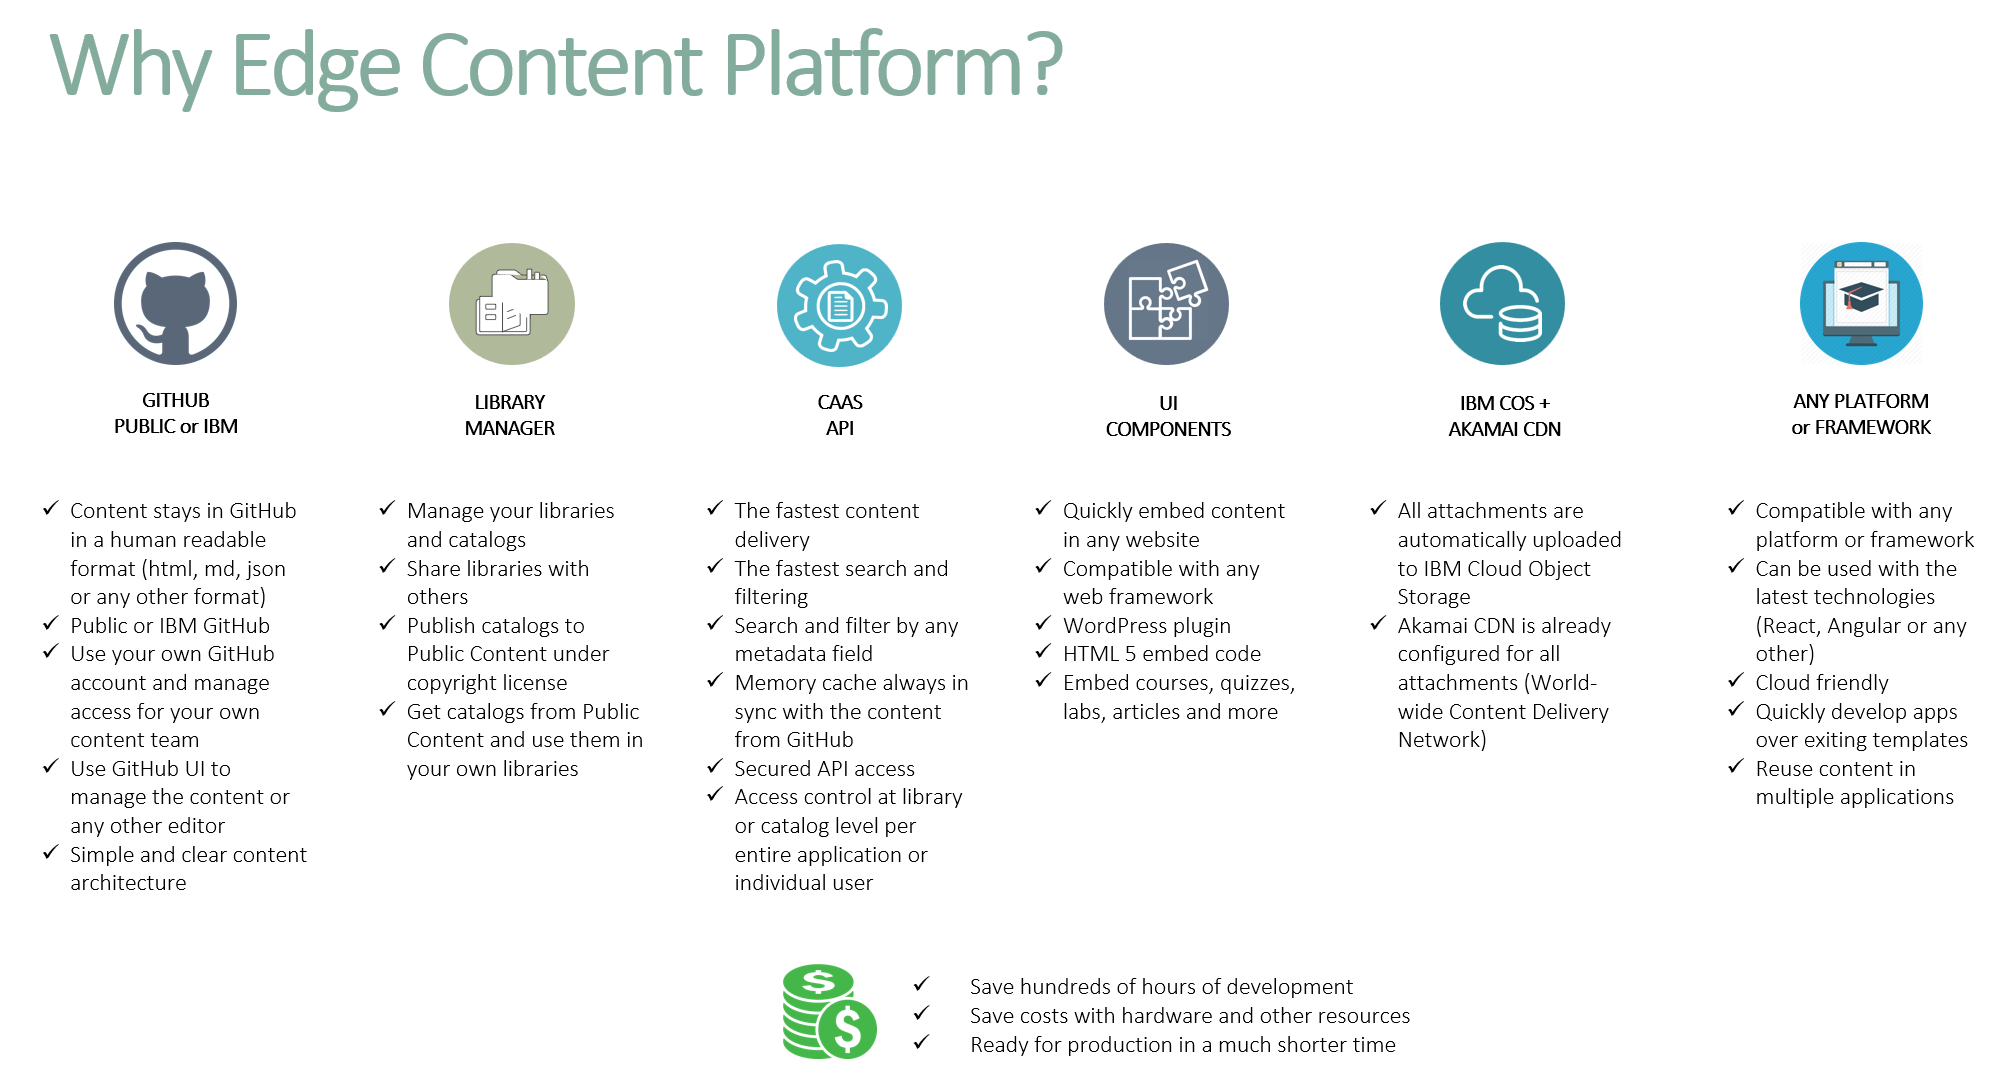 Why Edge Content Platform?
GITHUB
PUBLIC or IBM
✓ Content stays in GitHub
in a human readable
format (html, md, json
or any other format)
✓ Public or IBM GitHub
✓ Use your own GitHub
account and manage
access for your own
content team
✓ Use GitHub UI to
manage the content or
any other editor
✓ Simple and clear content
architecture
LIBRARY
MANAGER
✓ Manage your libraries
and catalogs
✓ Share libraries with
others
✓ Publish catalogs to
Public Content under
copyright license
✓ Get catalogs from Public
Content and use them in
your own libraries
CAAS
API
✓ The fastest content
delivery
✓ The fastest search and
filtering
✓ Search and filter by any
metadata field
✓ Memory cache always in
sync with the content
from GitHub
✓ Secured API access
✓ Access control at library
or catalog level per
entire application or
individual user
UI
COMPONENTS
✓ Quickly embed content
in any website
✓ Compatible with any
web framework
✓ WordPress plugin
✓ HTML 5 embed code
✓ Embed courses, quizzes,
labs, articles and more
IBM COS +
AKAMAI CDN
✓ All attachments are
automatically uploaded
to IBM Cloud Object
Storage
✓ Akamai CDN is already
configured for all
attachments (World-
wide Content Delivery
Network)
ANY PLATFORM
or FRAMEWORK
✓ Compatible with any
platform or framework
✓ Can be used with the
latest technologies
(React, Angular or any
other)
✓ Cloud friendly
✓ Quickly develop apps
over exiting templates
✓ Reuse content in
multiple applications
$
$
✓ Save hundreds of hours of development
✓ Save costs with hardware and other resources
✓ Ready for production in a much shorter time